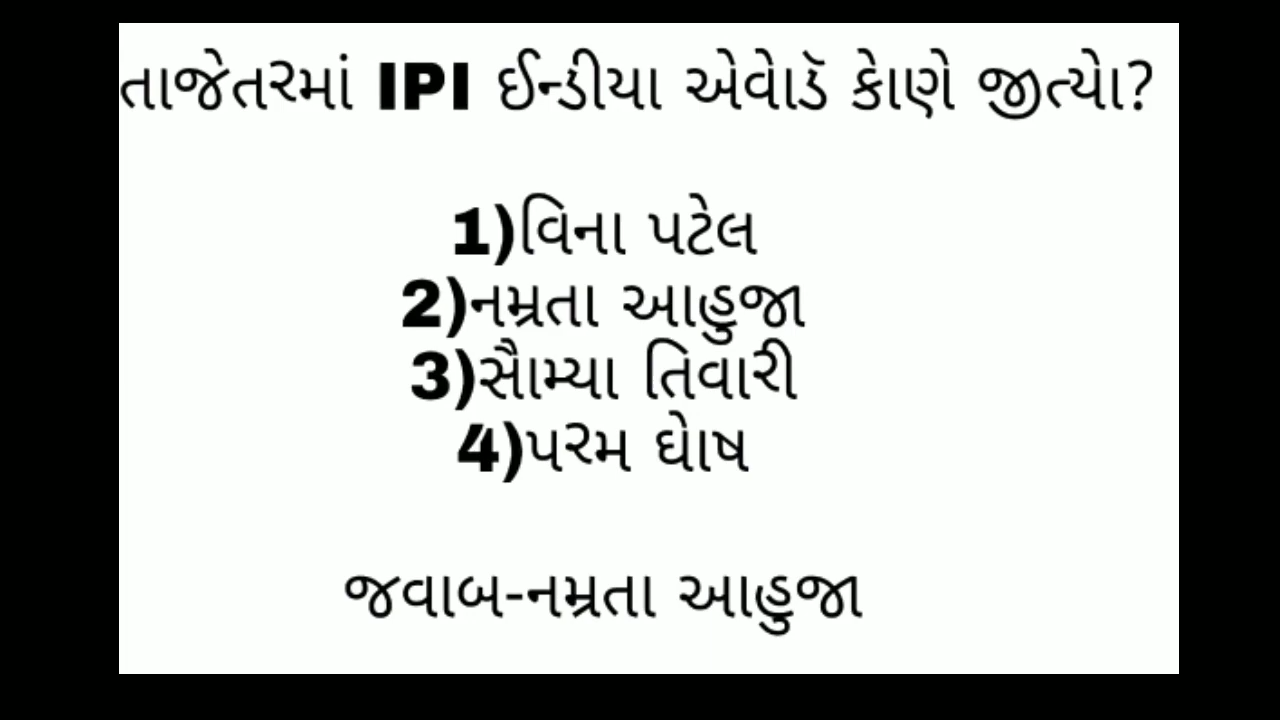 તાજેતરમાં IPI ઈન્ડીયા એવોર્ડ કોણે જીત્યો?
1)વિના પટેલ
2)નમ્રતા આહુજા
3)સૌમ્યા તિવારી
4)પરમ ઘોષ
જવાબ-નમ્રતા આહુજા